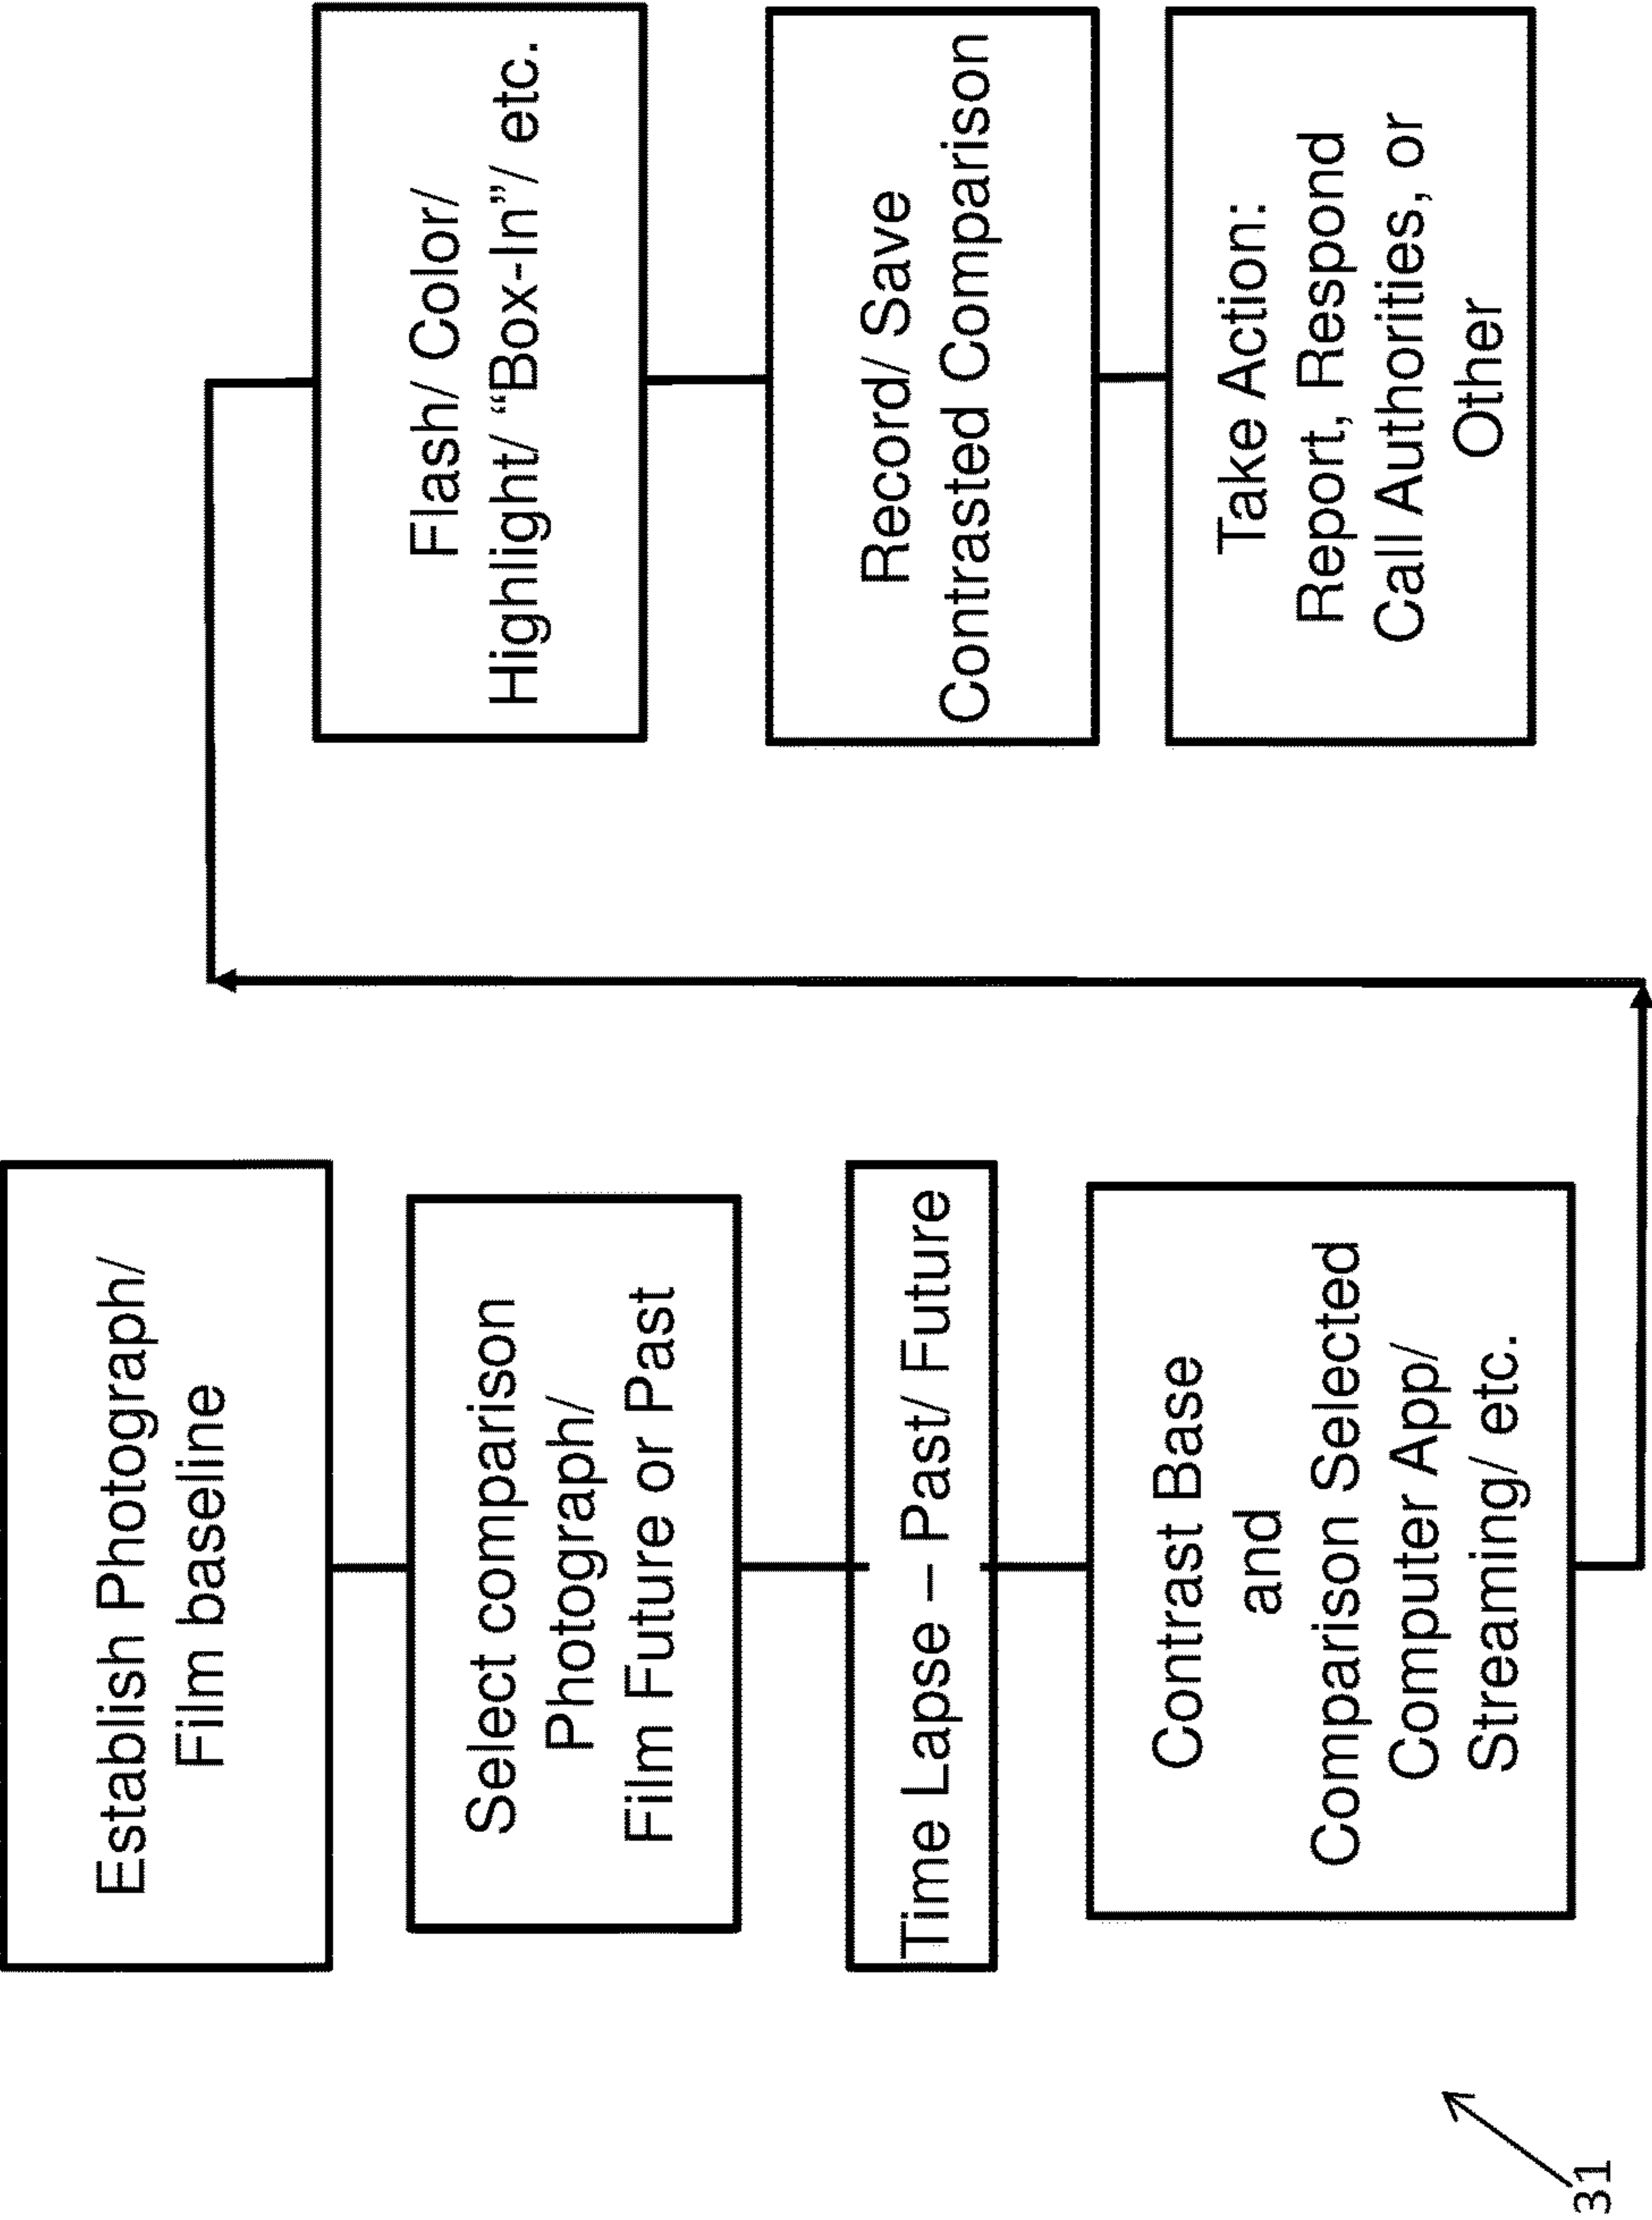 Establish Photograph/
Film baseline
Select comparison
Photograph/
Film Future or Past
Time Lapse – Past/ Future
Contrast Base
and
Comparison Selected
Computer App/
Streaming/ etc.
Flash/ Color/
Highlight/ “Box-In”/ etc.
Record/ Save
Contrasted Comparison
Take Action:
Report, Respond
Call Authorities, or
Other
31